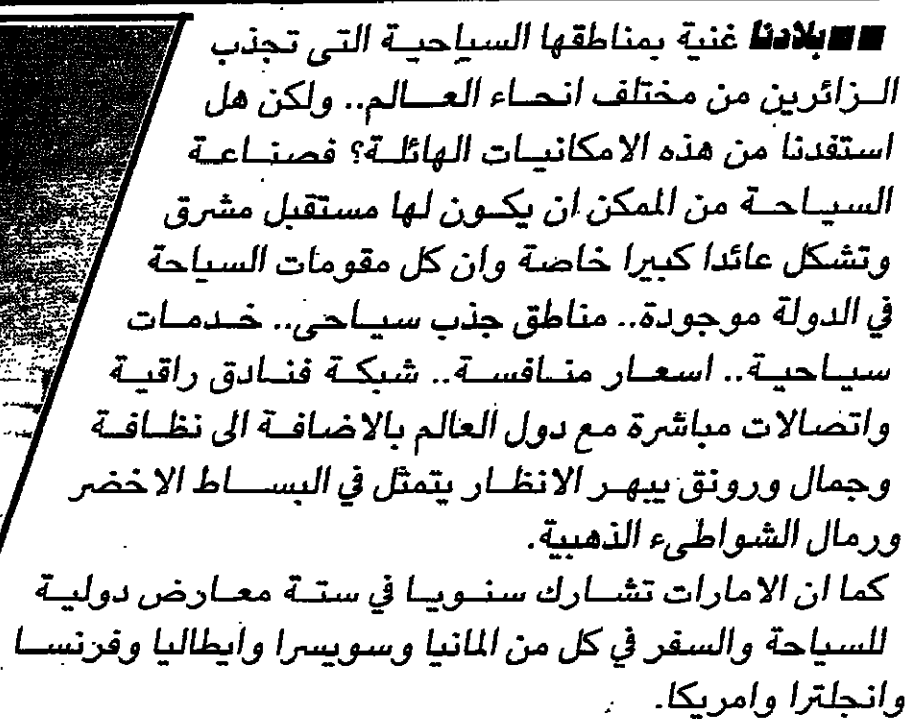 ■■بلادنا غنية بمناطقها السياحية التى تجذب
الزائرين من مختلف انحاء العالم.. ولكن هل
استفدنا من هذه الامكانيات الهائلة؟ فصناعة
السياحة من الممكن ان يكون لها مستقبل مشرق
وتشكل عائدا كبيرا خاصة وان كل مقومات السياحة
في الدولة موجودة.. مناطق جذب سياحى.. خدمات
سياحية.. اسعار منافسة.. شبكة فنادق راقية
واتصالات مباشرة مع دول العالم بالاضافة الى نظافة
وجمال ورونق يبهر الانظار يتمثل في البساط الاخضر
ورمال الشواطىء الذهبية.
كما ان الامارات تشارك سنويا في ستة معارض دولية
للسياحة والسفر في كل من المانيا وسويسرا وايطاليا وفرنسا
وانجلترا وامريكا.